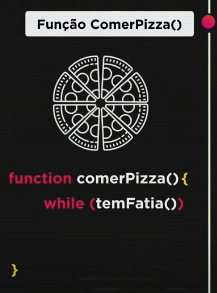 Função ComerPizza()
function comerPizza(){
while (temFatia())
}